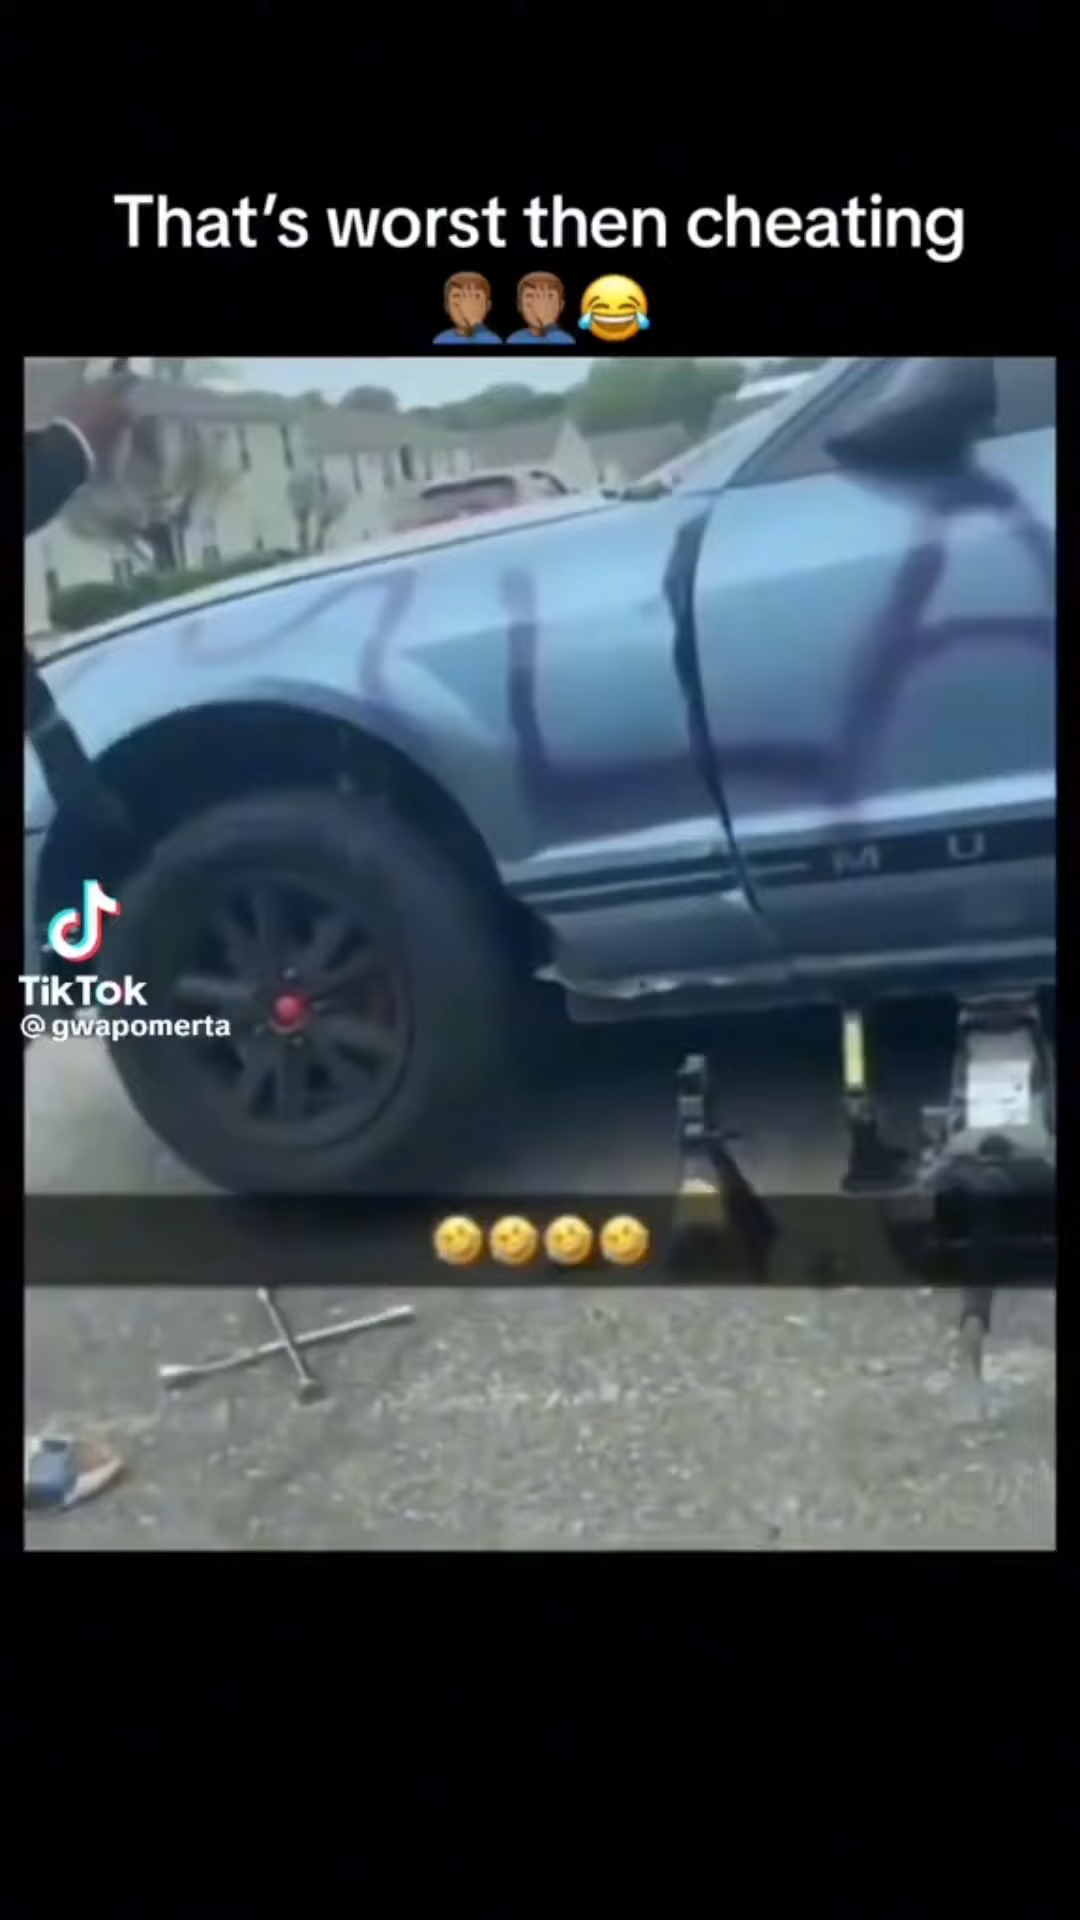 That's worst then cheating
🤦🏽‍♂️🤦🏽‍♂️😂
M U
TikTok
@gwapomerta